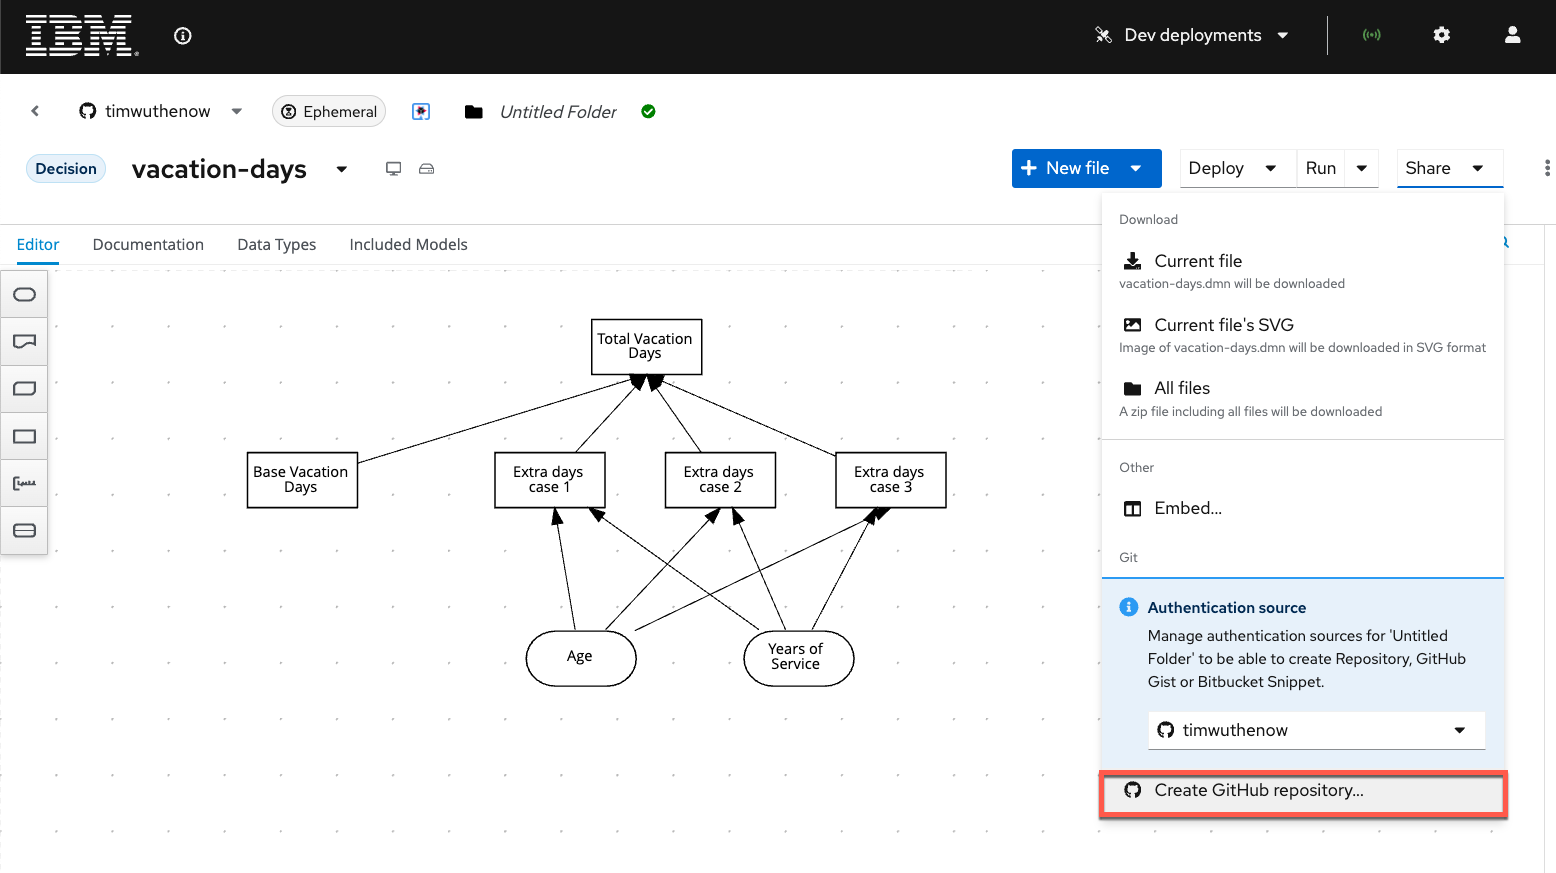 IBM
Dev deployments
timwuthenow
Ephemeral
Untitled Folder
Decision
vacation-days
New file
Deploy
Run
Share
Editor
Documentation
Data Types
Included Models
Download
Current file
vacation-days.dmn will be downloaded
Current file's SVG
Image of vacation-days.dmn will be downloaded in SVG format
All files
A zip file including all files will be downloaded
Other
Embed...
Git
Authentication source
Manage authentication sources for 'Untitled
Folder' to be able to create Repository, GitHub
Gist or Bitbucket Snippet.
timwuthenow
Create GitHub repository...
Total Vacation
Days
Base Vacation
Days
Extra days
case 1
Extra days
case 2
Extra days
case 3
Age
Years of
Service